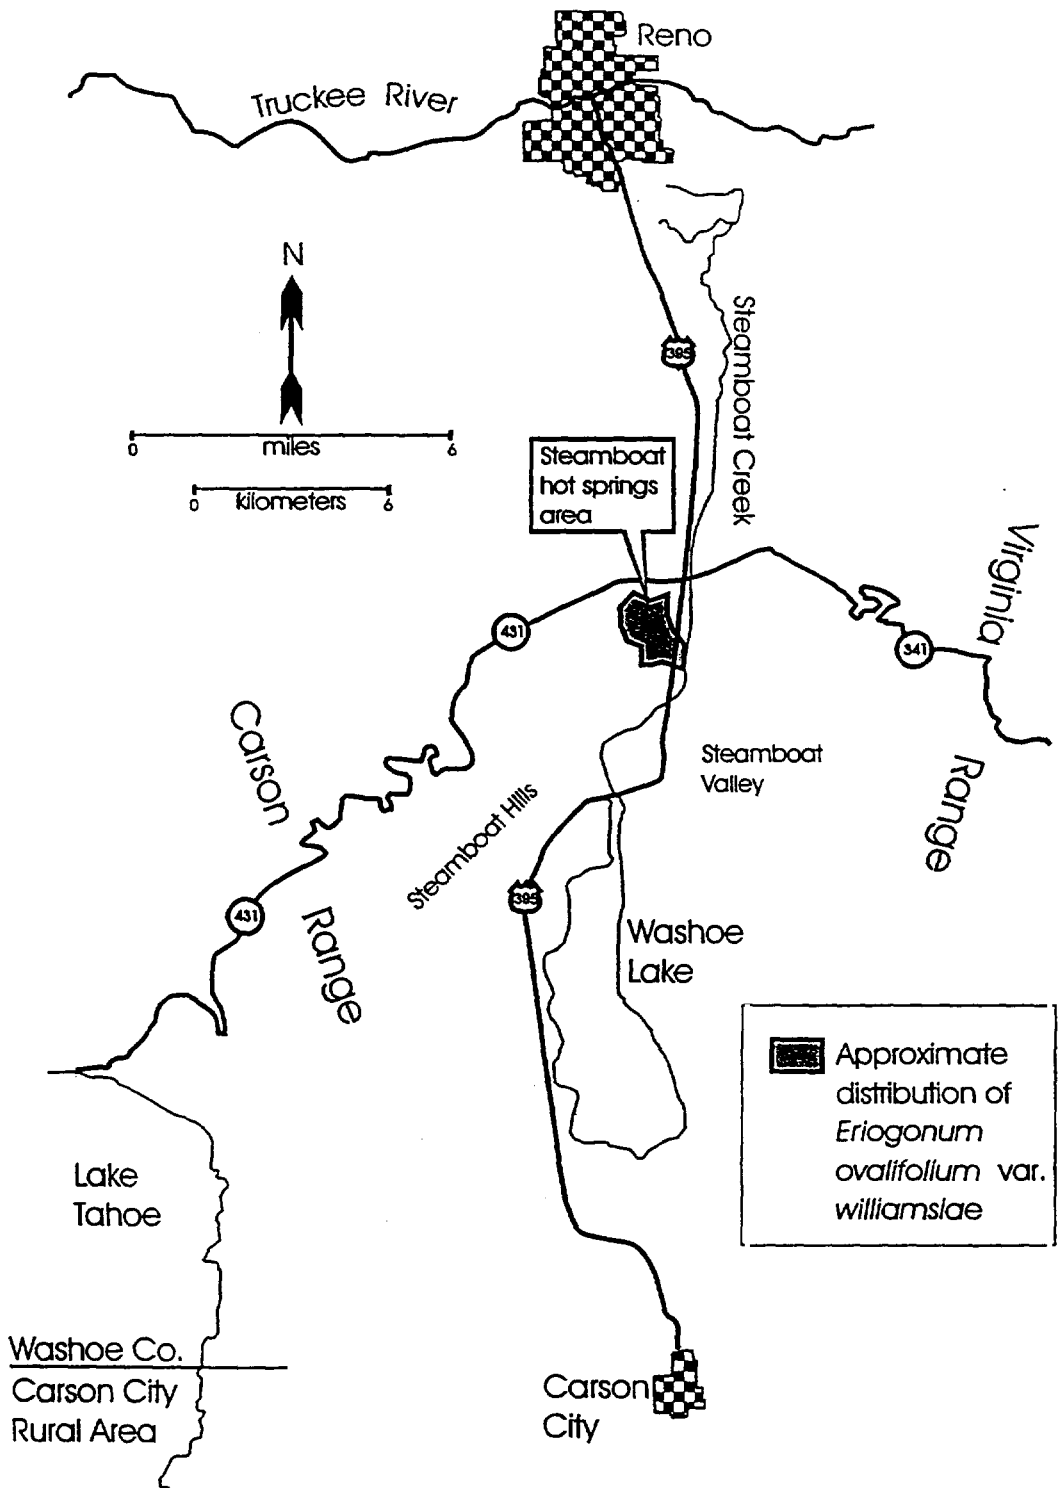 Reno
Truckee River
N
0 miles 6
0 kilometers 6
395
Steamboat Creek
Steamboat
hot springs
area
Virginia
Range
431
341
Carson
Range
Steamboat
Valley
Steamboat Hills
395
431
Washoe
Lake
Approximate
distribution of
Eriogonum
ovalifolium var.
williamsiae
Lake
Tahoe
Washoe Co.
Carson City
Rural Area
Carson
City